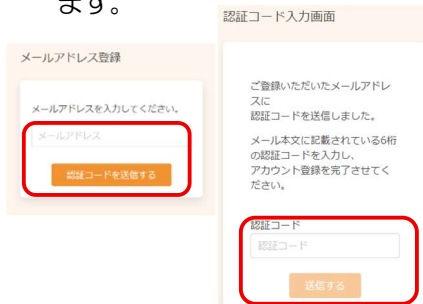 ます。
メールアドレス登録
メールアドレスを入力してください。
メールアドレス
認証コードを送信する
認証コード入力画面
ご登録いただいたメールアドレ
スに
認証コードを送信しました。
メール本文に記載されている6桁
の認証コードを入力し、
アカウント登録を完了させてく
ださい。
認証コード
認証コード
送信する